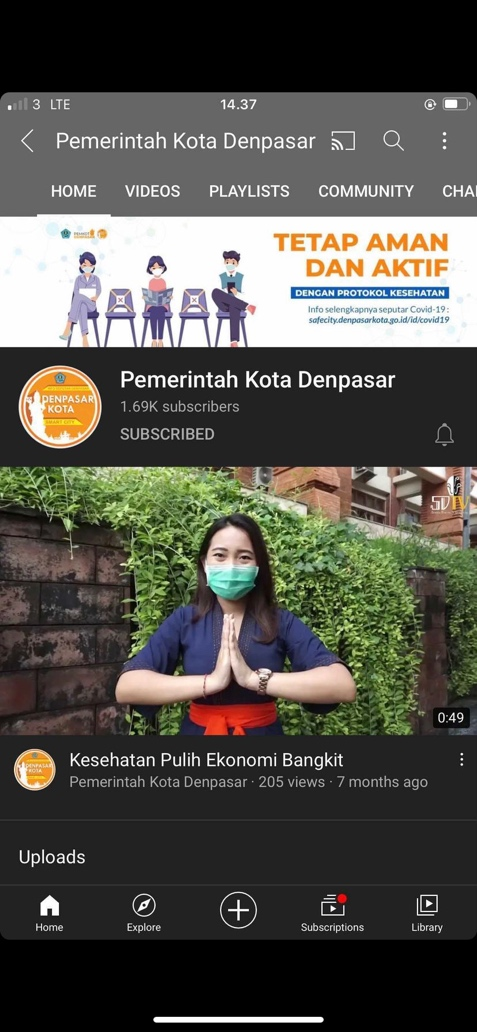 3 LTE
14.37
Pemerintah Kota Denpasar
HOME VIDEOS PLAYLISTS COMMUNITY CHA
TETAP AMAN
DAN AKTIF
DENGAN PROTOKOL KESEHATAN
Info selengkapnya seputar Covid-19 :
safecity.denpasarkota.go.id/id/covid19
DENPASAR
KOTA
SMART CITY
Pemerintah Kota Denpasar
1.69K subscribers
SUBSCRIBED
0:49
Kesehatan Pulih Ekonomi Bangkit
Pemerintah Kota Denpasar · 205 views · 7 months ago
Uploads
Home Explore Subscriptions Library